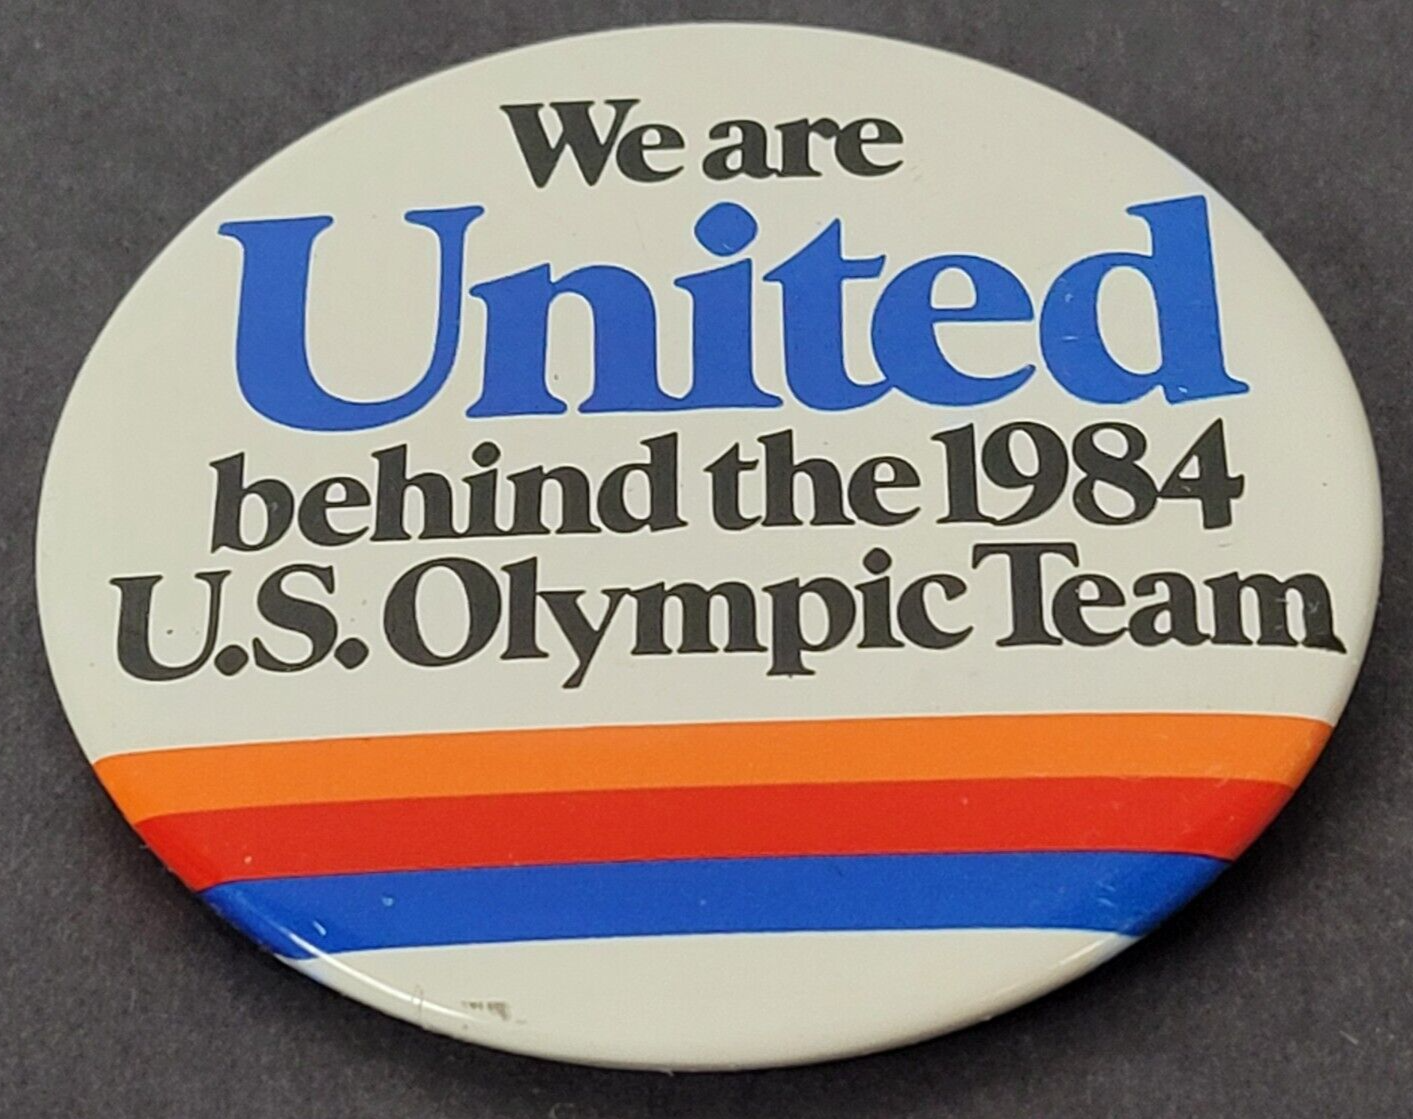 We are
United
behind the 1984
U.S. Olympic Team